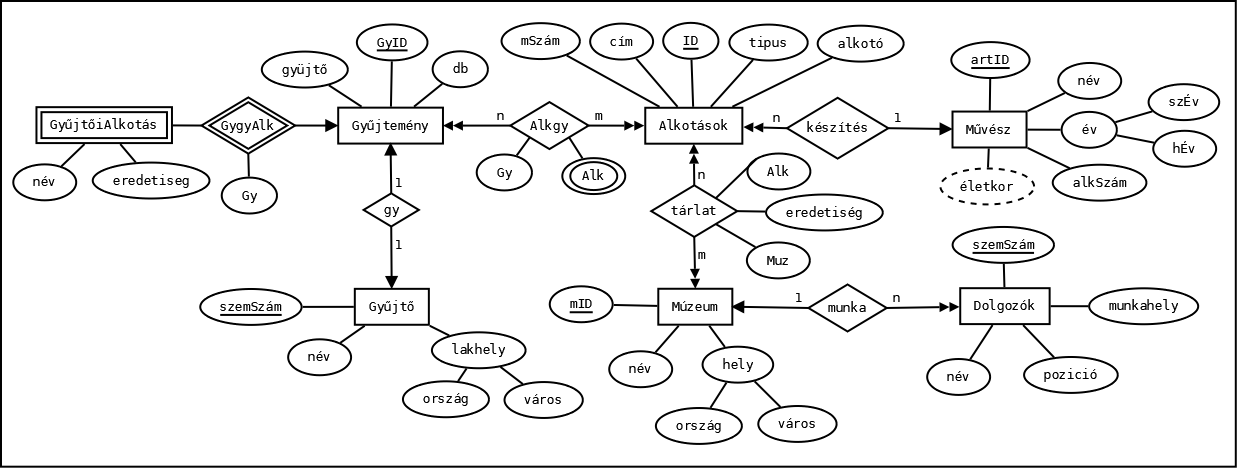 GyID
mSzám
cím
ID
tipus
alkotó
gyüjtő
db
artID
név
GyűjtőiAlkotás
GygyAlk
Gyűjtemény
n
Alkgy
m
Alkotások
n
készítés
1
Művész
év
szÉv
hÉv
név
eredetiseg
Gy
Gy
Alk
Alk
életkor
alkSzám
1
gy
n
tárlat
eredetiség
1
m
Muz
szemSzám
szemSzám
Gyűjtő
mID
Múzeum
1
munka
n
Dolgozók
munkahely
név
lakhely
név
hely
név
pozició
ország
város
ország
város